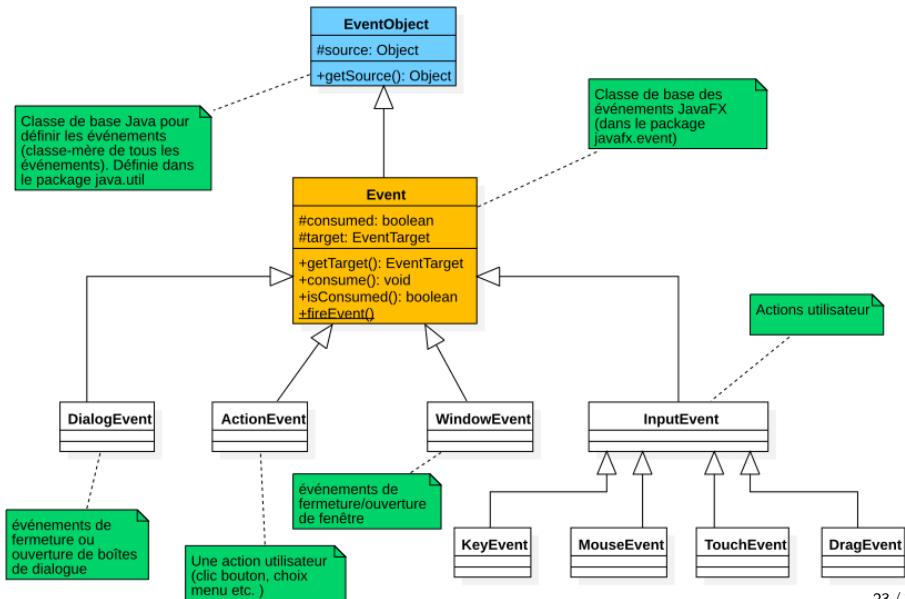 EventObject
#source: Object
+getSource(): Object
Classe de base Java pour
définir les événements
(classe-mère de tous les
événements). Définie dans
le package java.util
Classe de base des
événements JavaFX
(dans le package
javafx.event)
Event
#consumed: boolean
#target: EventTarget
+getTarget(): EventTarget
+consume(): void
+isConsumed(): boolean
+fireEvent()
Actions utilisateur
DialogEvent
ActionEvent
WindowEvent
InputEvent
événements de
fermeture/ouverture
de fenêtre
événements de
fermeture ou
ouverture de boîtes
de dialogue
Une action utilisateur
(clic bouton, choix
menu etc. )
KeyEvent
MouseEvent
TouchEvent
DragEvent
23 /